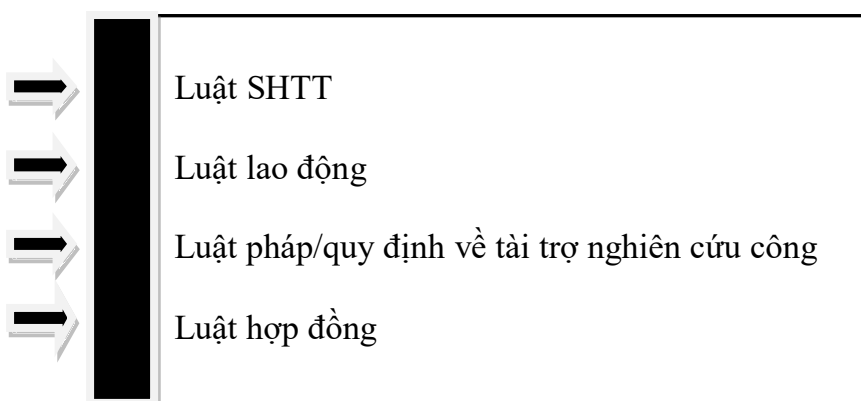 Luật SHTT
Luật lao động
Luật pháp/quy định về tài trợ nghiên cứu công
Luật hợp đồng